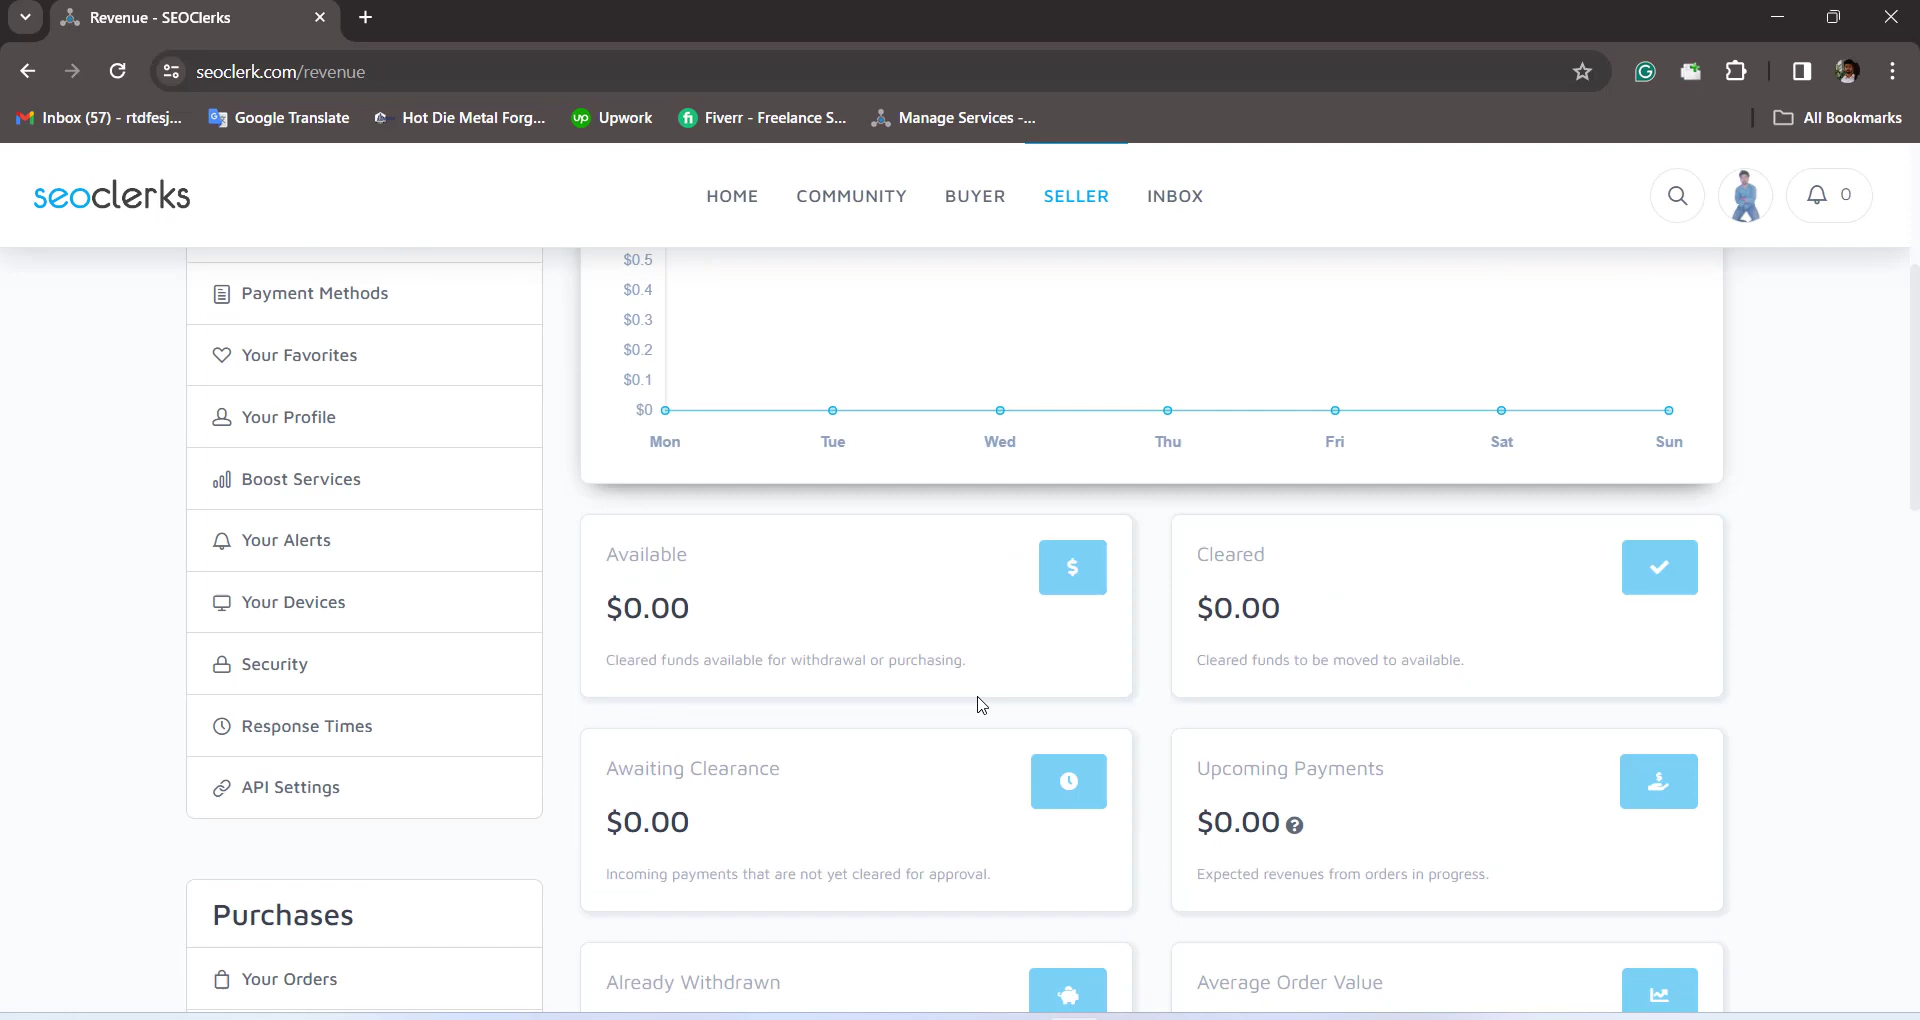 Revenue - SEOClerks
seoclerk.com/revenue
Inbox (57) - rtdfesj...
Google Translate
Hot Die Metal Forg...
up Upwork
fi Fiverr - Freelance S...
Manage Services -...
All Bookmarks
seoclerks
HOME
COMMUNITY
BUYER
SELLER
INBOX
0
Payment Methods
Your Favorites
Your Profile
Boost Services
Your Alerts
Your Devices
Security
Response Times
API Settings
Purchases
Your Orders
$0.5
$0.4
$0.3
$0.2
$0.1
$0
Mon Tue Wed Thu Fri Sat Sun
Available
$0.00
Cleared funds available for withdrawal or purchasing.
Cleared
$0.00
Cleared funds to be moved to available.
Awaiting Clearance
$0.00
Incoming payments that are not yet cleared for approval.
Upcoming Payments
$0.00
Expected revenues from orders in progress.
Already Withdrawn
Average Order Value